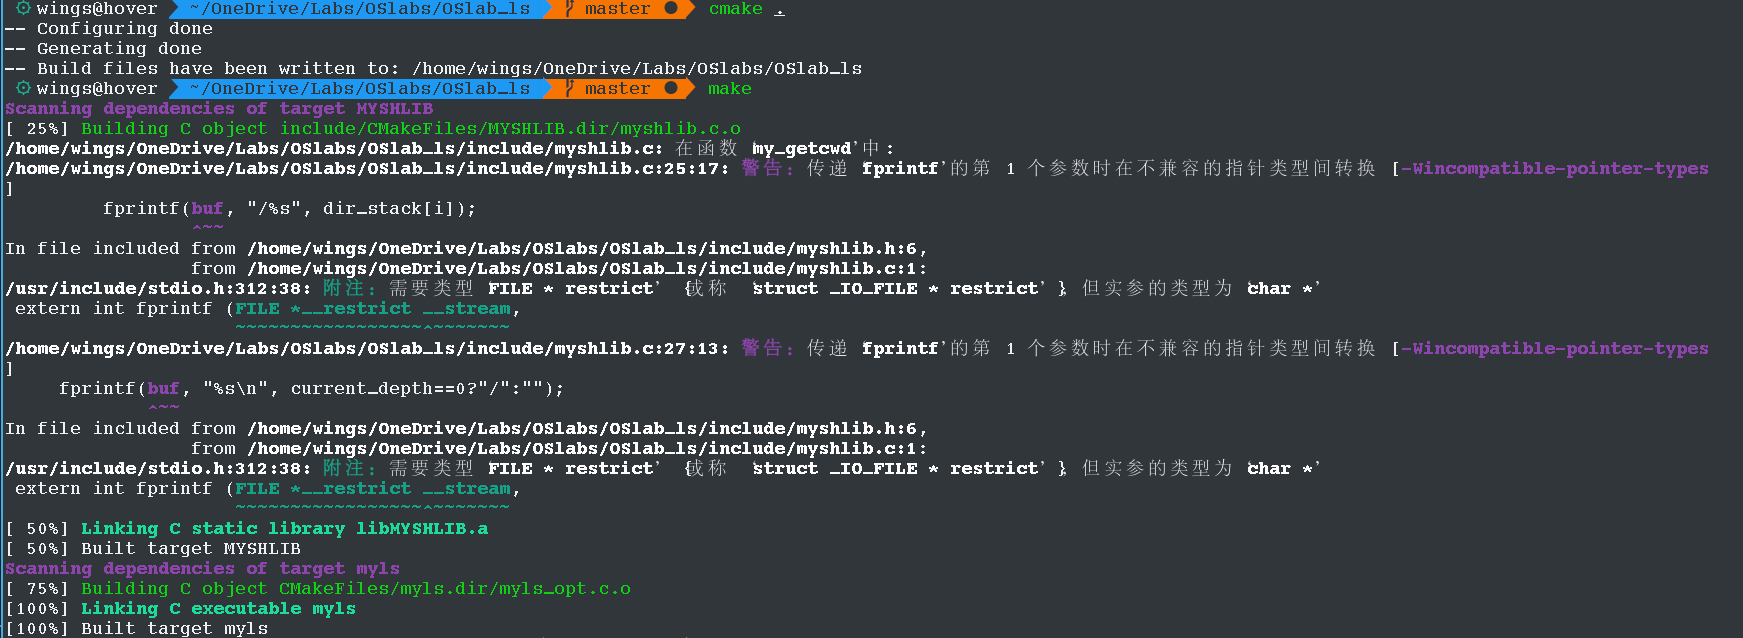 wings@hover ~/OneDrive/Labs/OSlabs/OSlab_ls master ● cmake .
-- Configuring done
-- Generating done
-- Build files have been written to: /home/wings/OneDrive/Labs/OSlabs/OSlab_ls
wings@hover ~/OneDrive/Labs/OSlabs/OSlab_ls master ● make
Scanning dependencies of target MYSHLIB
[ 25%] Building C object include/CMakeFiles/MYSHLIB.dir/myshlib.c.o
/home/wings/OneDrive/Labs/OSlabs/OSlab_ls/include/myshlib.c: 在函数 ‘my_getcwd’中:
/home/wings/OneDrive/Labs/OSlabs/OSlab_ls/include/myshlib.c:25:17: 警告：传递 ‘fprintf’的第 1 个参数时在不兼容的指针类型间转换 [-Wincompatible-pointer-types
]
         fprintf(buf, "/%s", dir_stack[i]);
                 ^~~
In file included from /home/wings/OneDrive/Labs/OSlabs/OSlab_ls/include/myshlib.h:6,
                 from /home/wings/OneDrive/Labs/OSlabs/OSlab_ls/include/myshlib.c:1:
/usr/include/stdio.h:312:38: 附注：需要类型 ‘FILE * restrict’ {或称 ‘struct _IO_FILE * restrict’}，但实参的类型为 ‘char *’
 extern int fprintf (FILE *__restrict __stream,
                     ~~~~~~~~~~~~~~~~~^~~~~~~~
/home/wings/OneDrive/Labs/OSlabs/OSlab_ls/include/myshlib.c:27:13: 警告：传递 ‘fprintf’的第 1 个参数时在不兼容的指针类型间转换 [-Wincompatible-pointer-types
]
     fprintf(buf, "%s\n", current_depth==0?"/":"");
             ^~~
In file included from /home/wings/OneDrive/Labs/OSlabs/OSlab_ls/include/myshlib.h:6,
                 from /home/wings/OneDrive/Labs/OSlabs/OSlab_ls/include/myshlib.c:1:
/usr/include/stdio.h:312:38: 附注：需要类型 ‘FILE * restrict’ {或称 ‘struct _IO_FILE * restrict’}，但实参的类型为 ‘char *’
 extern int fprintf (FILE *__restrict __stream,
                     ~~~~~~~~~~~~~~~~~^~~~~~~~
[ 50%] Linking C static library libMYSHLIB.a
[ 50%] Built target MYSHLIB
Scanning dependencies of target myls
[ 75%] Building C object CMakeFiles/myls.dir/myls_opt.c.o
[100%] Linking C executable myls
[100%] Built target myls